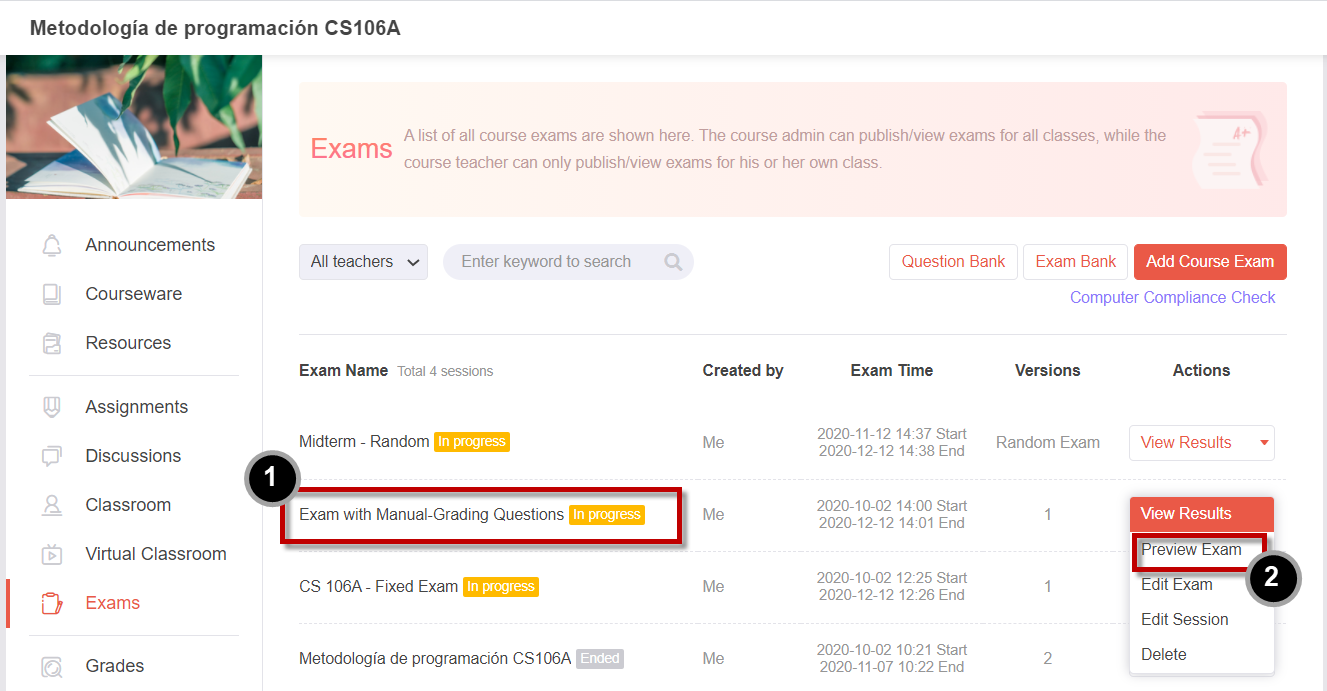 Metodología de programación CS106A
Exams
A list of all course exams are shown here. The course admin can publish/view exams for all classes, while the
course teacher can only publish/view exams for his or her own class.
A+
Announcements
Courseware
Resources
Assignments
Discussions
Classroom
Virtual Classroom
Exams
Grades
All teachers
Enter keyword to search
Question Bank
Exam Bank
Add Course Exam
Computer Compliance Check
Exam Name Total 4 sessions Created by Exam Time Versions Actions
Midterm - Random In progress Me 2020-11-12 14:37 Start Random Exam View Results
2020-12-12 14:38 End
1
Exam with Manual-Grading Questions In progress Me 2020-10-02 14:00 Start 1 View Results
2020-12-12 14:01 End
Preview Exam
2
Edit Exam
CS 106A - Fixed Exam In progress Me 2020-10-02 12:25 Start 1
2020-12-12 12:26 End
Edit Session
Delete
Metodología de programación CS106A Ended Me 2020-10-02 10:21 Start 2
2020-11-07 10:22 End